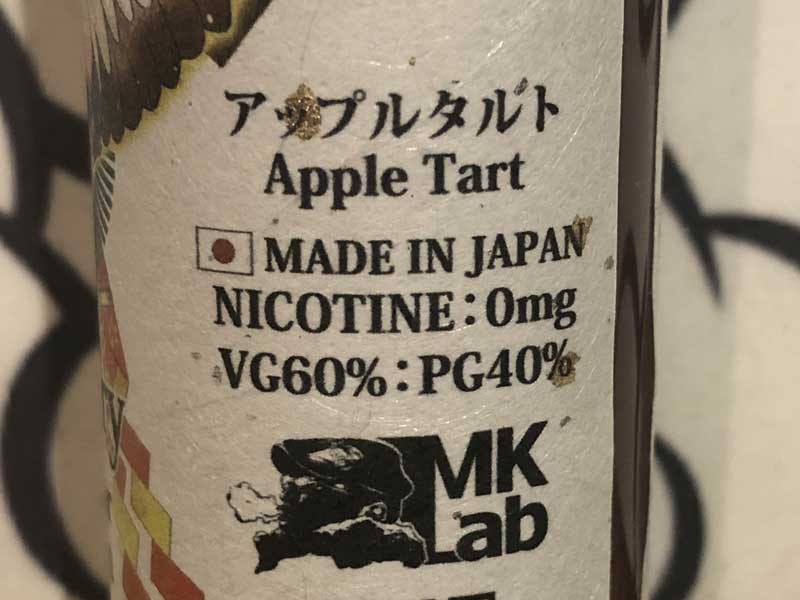 アップルタルト
Apple Tart
MADE IN JAPAN
NICOTINE:0mg
VG60%:PG40%
MK
Lab